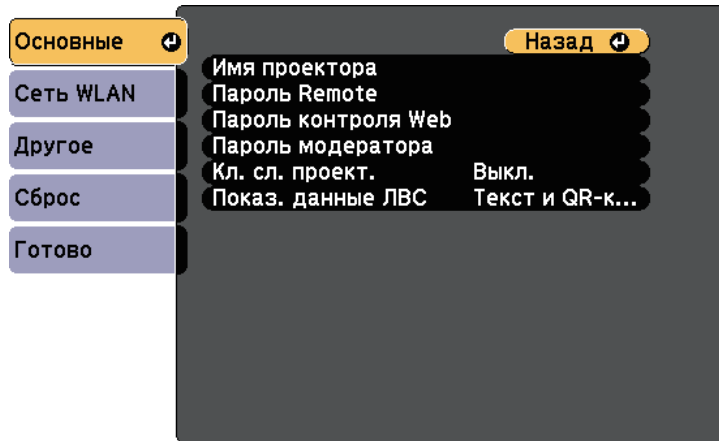 Основные
Сеть WLAN
Другое
Сброс
Готово
Назад
Имя проектора
Пароль Remote
Пароль контроля Web
Пароль модератора
Кл. сл. проект. Выкл.
Показ. данные ЛВС Текст и QR-к...